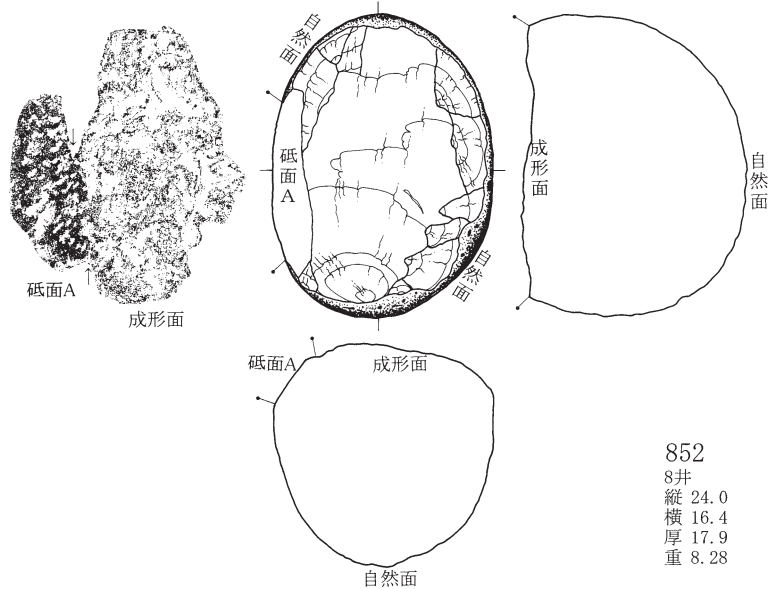 砥面A
成形面
自然面
砥面A
自然面
成形面
自然面
砥面A
成形面
自然面
852
8井
縦 24.0
横 16.4
厚 17.9
重 8.28